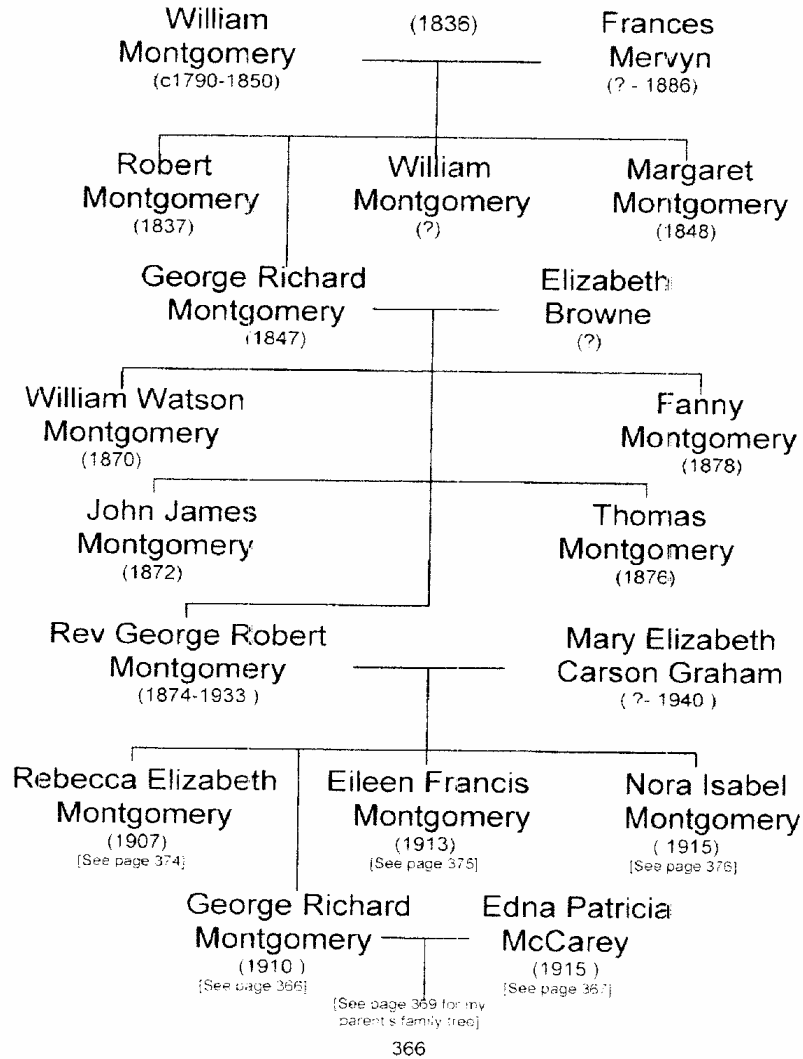 William
Montgomery
(c1790-1850)
(1836)
Frances
Mervyn
(? - 1886)
Robert
Montgomery
(1837)
William
Montgomery
(?)
Margaret
Montgomery
(1848)
George Richard
Montgomery
(1847)
Elizabeth
Browne
(?)
William Watson
Montgomery
(1870)
Fanny
Montgomery
(1878)
John James
Montgomery
(1872)
Thomas
Montgomery
(1876)
Rev George Robert
Montgomery
(1874-1933 )
Mary Elizabeth
Carson Graham
( ?- 1940 )
Rebecca Elizabeth
Montgomery
(1907)
[See page 374]
Eileen Francis
Montgomery
(1913)
[See page 375]
Nora Isabel
Montgomery
( 1915)
[See page 376]
George Richard
Montgomery
(1910 )
[See page 366]
Edna Patricia
McCarey
(1915 )
[See page
[See page 369 for my
parent's family tree]
366